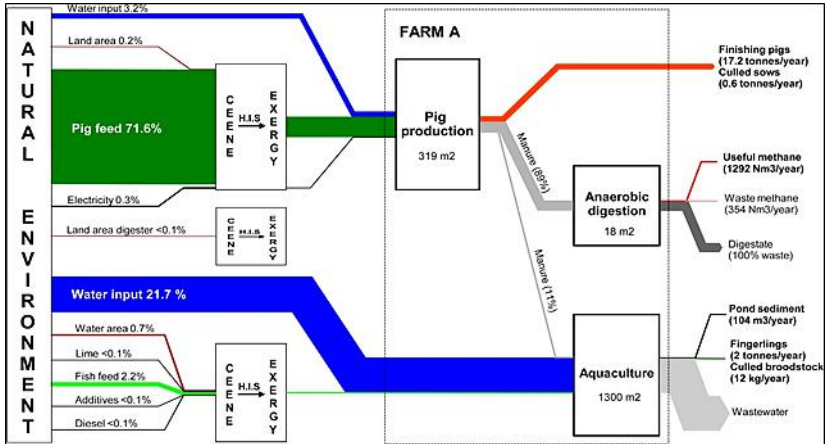 NATURAL ENVIRONMENT
Water input 3.2%
Land area 0.2%
Pig feed 71.6%
Electricity 0.3%
CEENE
H.I.S
EXERGY
Land area digester <0.1%
CEENE
H.I.S
EXERGY
Water input 21.7 %
Water area 0.7%
Lime <0.1%
Fish feed 2.2%
Additives <0.1%
Diesel <0.1%
CEENE
H.I.S
EXERGY
FARM A
Pig
production
319 m2
Manure (89%)
Manure (11%)
Anaerobic
digestion
18 m2
Aquaculture
1300 m2
Finishing pigs
(17.2 tonnes/year)
Culled sows
(0.6 tonnes/year)
Useful methane
(1292 Nm3/year)
Waste methane
(354 Nm3/year)
Digestate
(100% waste)
Pond sediment
(104 m3/year)
Fingerlings
(2 tonnes/year)
Culled broodstock
(12 kg/year)
Wastewater